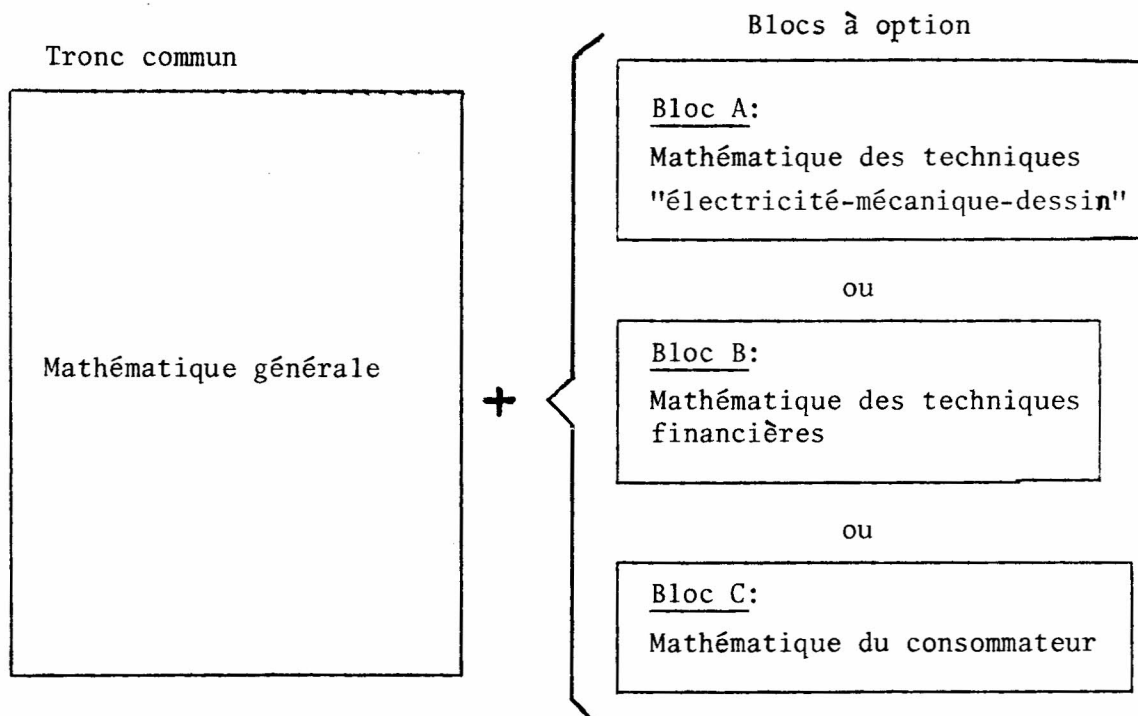 Tronc commun
Mathématique générale
+
Blocs à option
Bloc A:
Mathématique des techniques
"électricité-mécanique-dessin"
ou
Bloc B:
Mathématique des techniques
financières
ou
Bloc C:
Mathématique du consommateur